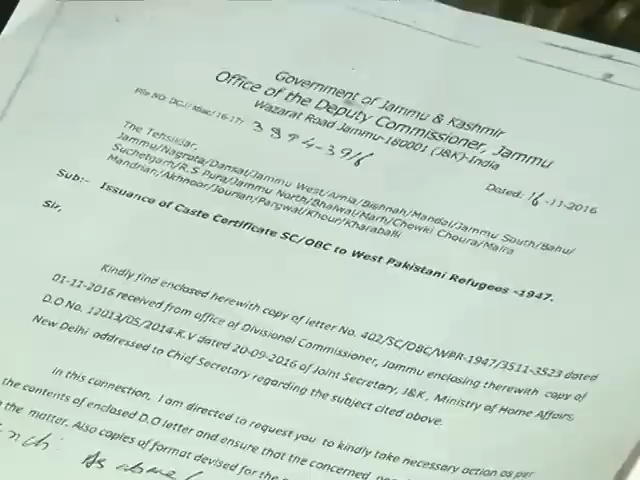 Government of Jammu & Kashmir
Office of the Deputy Commissioner, Jammu
Wazarat Road Jammu-180001 (J&K)-India
File NO: DCJ/ Misc/ 16-17/ 3894-3916
Dated: 16 -11-2016
The Tehsildar,
Jammu/Nagrota/Dansal/Jammu West/Arnia/Bishnah/Mandal/Jammu South/Bahu/
Suchetgarh/R.S. Pura/Jammu North/Bhalwal/Marh/Chowki Choura/Maira
Mandrian/Akhnoor/Jourian/Pargwal/Khour/Kharaballi
Sub:- Issuance of Caste Certificate SC/OBC to West Pakistani Refugees -1947.
Sir,
Kindly find enclosed herewith copy of letter No. 402/SC/OBC/WPR-1947/3511-3523 dated
01-11-2016 received from office of Divisional Commissioner, Jammu enclosing therewith copy of
D.O No. 12013/05/2014-K.V dated 20-09-2016 of Joint Secretary, J&K, Ministry of Home Affairs,
New Delhi addressed to Chief Secretary regarding the subject cited above.
In this connection, I am directed to request you to kindly take necessary action as per
the contents of enclosed D.O letter and ensure that the concerned
the matter. Also copies of format devised for the
As above